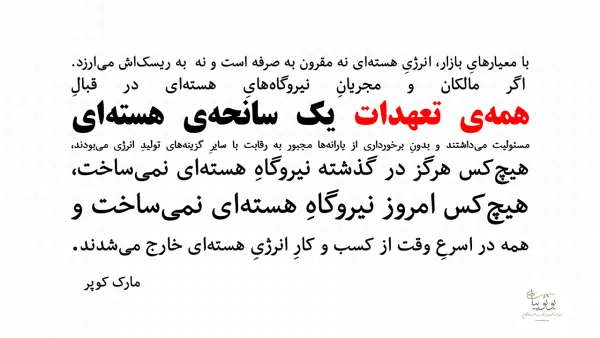 با معیارهایِ بازار، انرژیِ هسته‌ای نه مقرون به صرفه است و نه به ریسک‌اش می‌ارزد.
اگر مالکان و مجریانِ نیروگاه‌هایِ هسته‌ای در قبالِ
همه‌ی تعهدات یک سانحه‌ی هسته‌ای
مسئولیت می‌داشتند و بدونِ برخورداری از یارانه‌ها مجبور به رقابت با سایرِ گزینه‌های تولیدِ انرژی می‌بودند،
هیچ‌کس هرگز در گذشته نیروگاهِ هسته‌ای نمی‌ساخت،
هیچ‌کس امروز نیروگاهِ هسته‌ای نمی‌ساخت و
همه در اسرعِ وقت از کسب و کارِ انرژیِ هسته‌ای خارج می‌شدند.
مارک کوپر